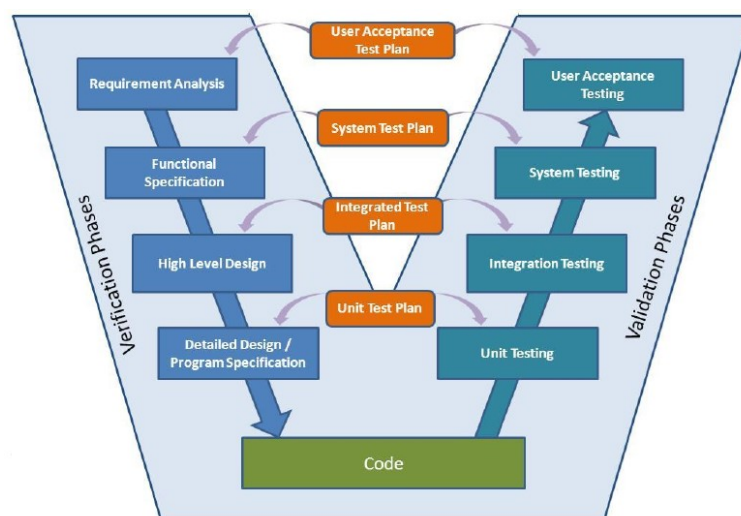 User Acceptance
Test Plan
Requirement Analysis
User Acceptance
Testing
System Test Plan
Functional
Specification
System Testing
Integrated Test
Plan
High Level Design
Integration Testing
Unit Test Plan
Detailed Design /
Program Specification
Unit Testing
Code
Verification Phases
Validation Phases